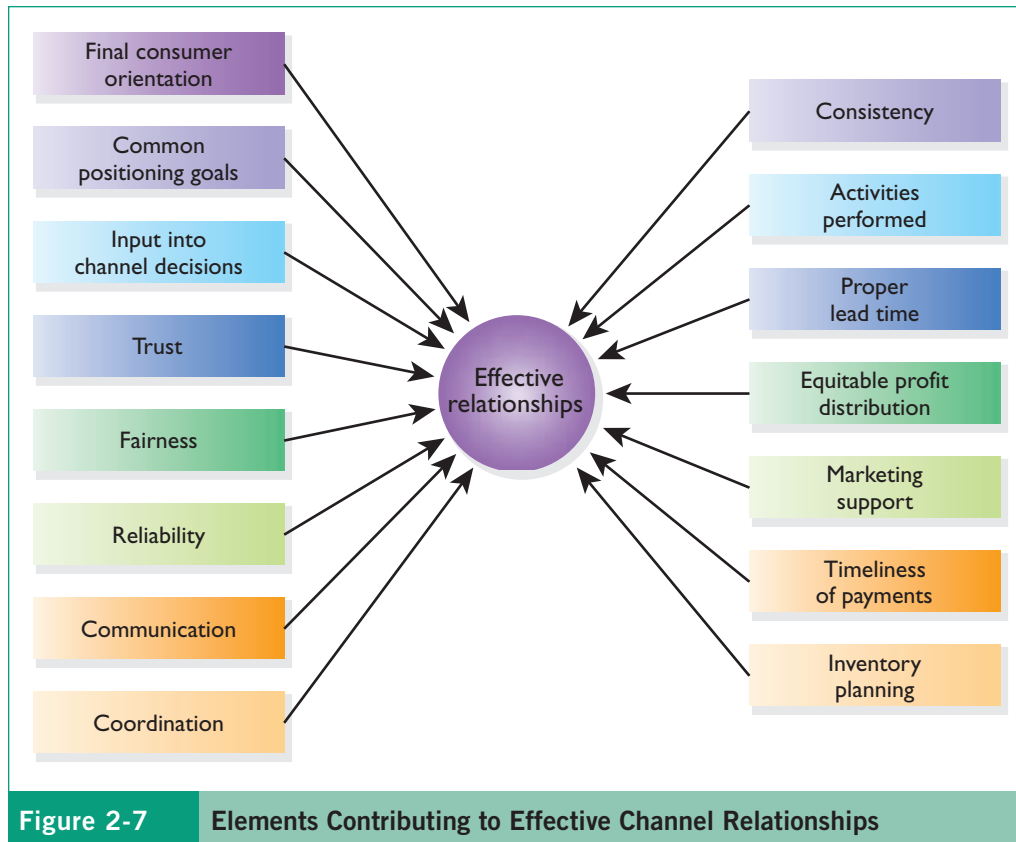 Final consumer
orientation
Common
positioning goals
Input into
channel decisions
Trust
Fairness
Reliability
Communication
Coordination
Effective
relationships
Consistency
Activities
performed
Proper
lead time
Equitable profit
distribution
Marketing
support
Timeliness
of payments
Inventory
planning
Figure 2-7 Elements Contributing to Effective Channel Relationships